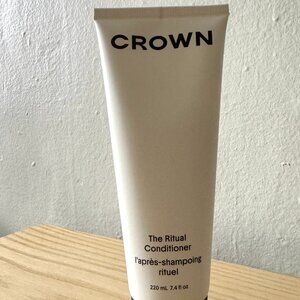 CROWN
The Ritual
Conditioner
l'après-shampoing
rituel
220 mL 7.4 fl oz